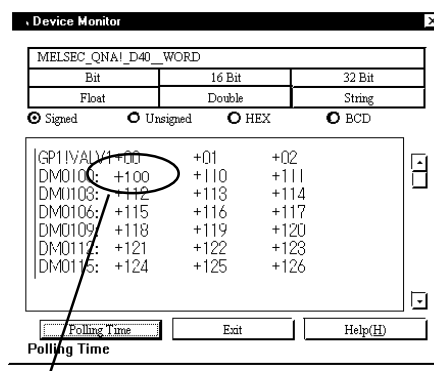 Device Monitor
MELSEC_QNA!_D40__WORD
Bit 16 Bit 32 Bit
Float Double String
Signed Unsigned HEX BCD
GP1!VALV1+00 +01 +02
DM0100: +100 +110 +111
DM0103: +112 +113 +114
DM0106: +115 +116 +117
DM0109: +118 +119 +120
DM0112: +121 +122 +123
DM0115: +124 +125 +126
Polling Time Exit Help(H)
Polling Time